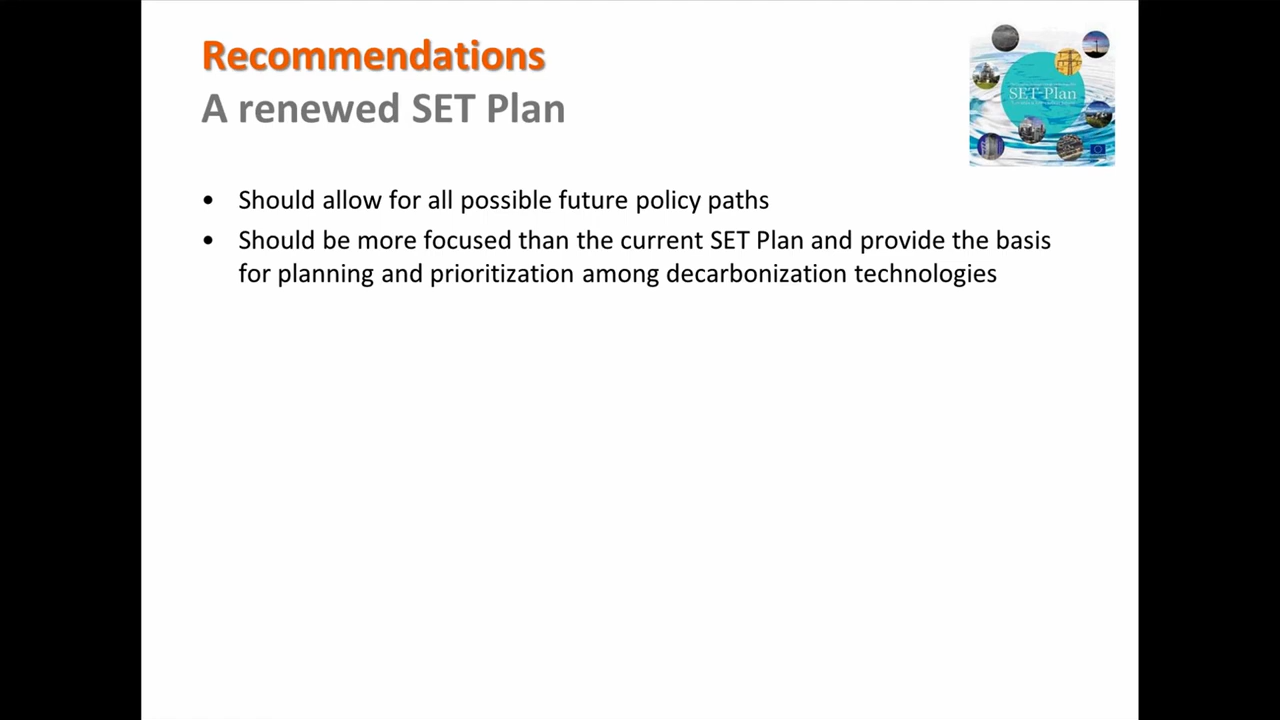 Recommendations
A renewed SET Plan
SET-Plan
• Should allow for all possible future policy paths
• Should be more focused than the current SET Plan and provide the basis
for planning and prioritization among decarbonization technologies